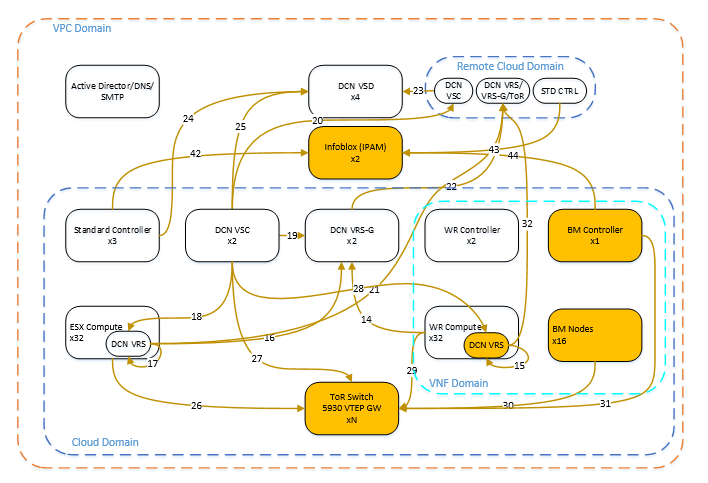 VPC Domain
Remote Cloud Domain
Active Director/DNS/
SMTP
DCN VSD
x4
23
DCN
VSC
DCN VRS/
VRS-G/ToR
STD CTRL
24
25
20
Infoblox (IPAM)
x2
42
43
44
22
Standard Controller
x3
DCN VSC
x2
19
DCN VRS-G
x2
WR Controller
x2
32
BM Controller
x1
28
21
18
14
ESX Compute
x32
DCN VRS
16
17
WR Compute
x32
DCN VRS
15
BM Nodes
x16
27
29
VNF Domain
ToR Switch
5930 VTEP GW
xN
26
30
31
Cloud Domain